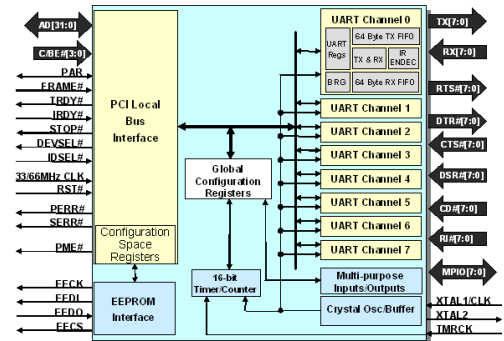 AD[31:0]
C/BE#[3:0]
PAR
FRAME#
TRDY#
IRDY#
STOP#
DEVSEL#
IDSEL#
33/66MHz CLK
RST#
PERR#
SERR#
PME#
EECK
EEDI
EEDO
EECS
PCI Local
Bus
Interface
Configuration
Space
Registers
EEPROM
Interface
Global
Configuration
Registers
16-bit
Timer/Counter
UART Channel 0
UART
Regs
64 Byte TX FIFO
TX & RX
IR
ENDEC
BRG
64 Byte RX FIFO
UART Channel 1
UART Channel 2
UART Channel 3
UART Channel 4
UART Channel 5
UART Channel 6
UART Channel 7
Multi-purpose
Inputs/Outputs
Crystal Osc/Buffer
TX[7:0]
RX[7:0]
RTS#[7:0]
DTR#[7:0]
CTS#[7:0]
DSR#[7:0]
CD#[7:0]
RI#[7:0]
MPIO[7:0]
XTAL1/CLK
XTAL2
TMRCK